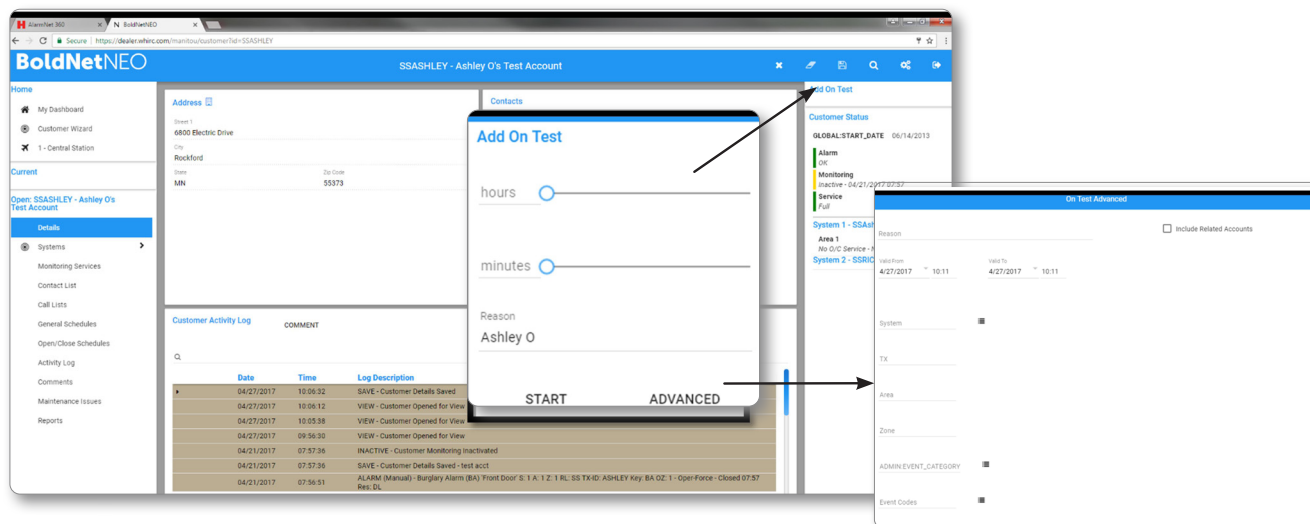 AlarmNet 360
BoldNetNEO
Secure https://dealer.whirc.com/manitou/customer?id=SSASHLEY
BoldNetNEO
SSASHLEY - Ashley O's Test Account
Home
My Dashboard
Customer Wizard
1 - Central Station
Current
Open: SSASHLEY - Ashley O's
Test Account
Details
Systems
Monitoring Services
Contact List
Call Lists
General Schedules
Open/Close Schedules
Activity Log
Comments
Maintenance Issues
Reports
Address
Street 1
6800 Electric Drive
City
Rockford
State Zip Code
MN 55373
Contacts
Customer Activity Log COMMENT
Date Time Log Description
04/27/2017 10:06:32 SAVE - Customer Details Saved
04/27/2017 10:06:12 VIEW - Customer Opened for View
04/27/2017 10:05:38 VIEW - Customer Opened for View
04/27/2017 09:56:30 VIEW - Customer Opened for View
04/21/2017 07:57:36 INACTIVE - Customer Monitoring Inactivated
04/21/2017 07:57:36 SAVE - Customer Details Saved - test acct
04/21/2017 07:56:51 ALARM (Manual) - Burglary Alarm (BA) 'Front Door' S: 1 A: 1 Z: 1 RL: SS TX-ID: ASHLEY Key: BA OZ: 1 - Oper-Force - Closed 07:57
Res: DL
Add On Test
hours
minutes
Reason
Ashley O
START ADVANCED
Add On Test
Customer Status
GLOBAL:START_DATE 06/14/2013
Alarm
OK
Monitoring
Inactive - 04/21/2017 07:57
Service
Full
System 1 - SSAsh
Area 1
No O/C Service -
System 2 - SSRIC
On Test Advanced
Reason
Include Related Accounts
Valid From Valid To
4/27/2017 10:11 4/27/2017 10:11
System
TX
Area
Zone
ADMIN:EVENT_CATEGORY
Event Codes